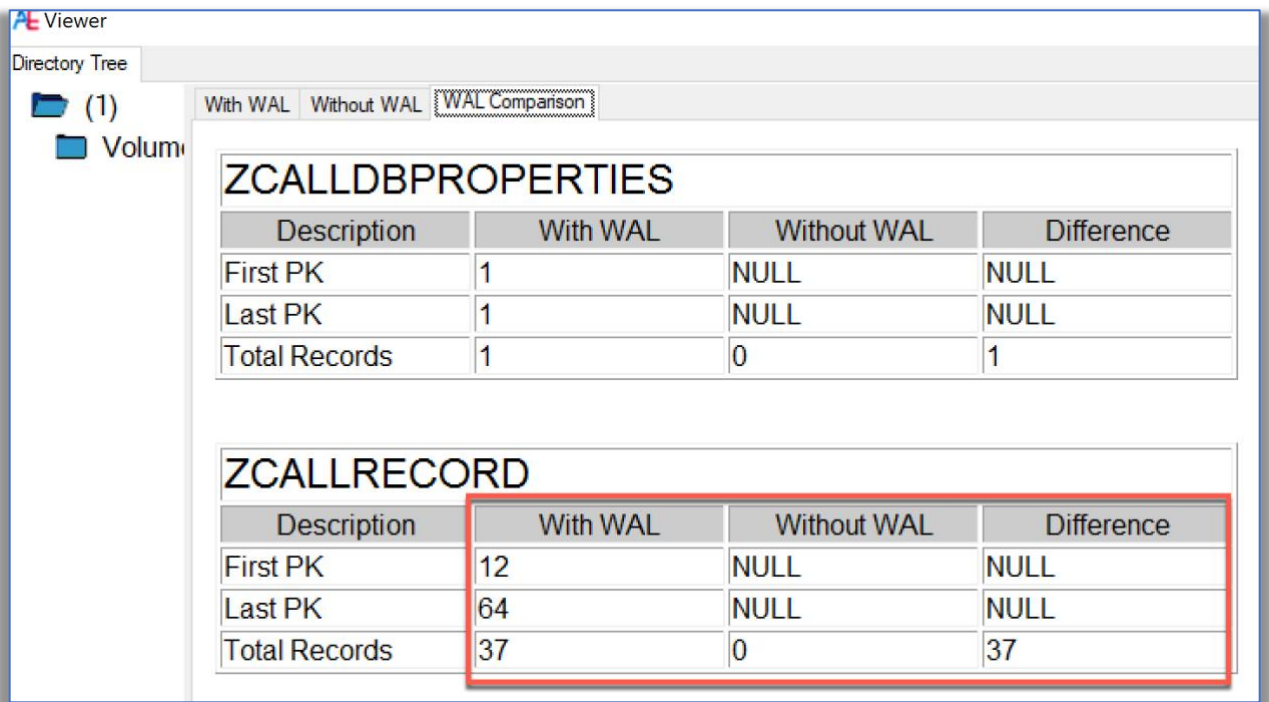 Viewer
Directory Tree
(1)
With WAL Without WAL WAL Comparison
Volum
ZCALLDBPROPERTIES
Description With WAL Without WAL Difference
First PK 1 NULL NULL
Last PK 1 NULL NULL
Total Records 1 0 1
ZCALLRECORD
Description With WAL Without WAL Difference
First PK 12 NULL NULL
Last PK 64 NULL NULL
Total Records 37 0 37